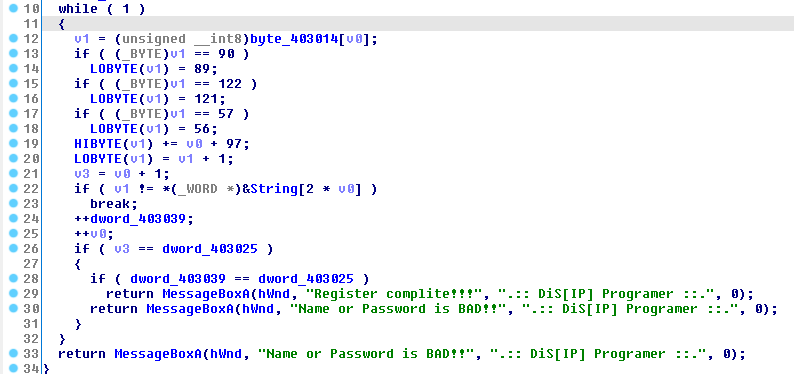 10 while ( 1 )
11 {
12 v1 = (unsigned __int8)byte_403014[v0];
13 if ( (_BYTE)v1 == 90 )
14 LOBYTE(v1) = 89;
15 if ( (_BYTE)v1 == 122 )
16 LOBYTE(v1) = 121;
17 if ( (_BYTE)v1 == 57 )
18 LOBYTE(v1) = 56;
19 HIBYTE(v1) += v0 + 97;
20 LOBYTE(v1) = v1 + 1;
21 v3 = v0 + 1;
22 if ( v1 != *(_WORD *)&String[2 * v0] )
23 break;
24 ++dword_403039;
25 ++v0;
26 if ( v3 == dword_403025 )
27 {
28 if ( dword_403039 == dword_403025 )
29 return MessageBoxA(hWnd, "Register complite!!!", ".:: DiS[IP] Programer ::.", 0);
30 return MessageBoxA(hWnd, "Name or Password is BAD!!", ".:: DiS[IP] Programer ::.", 0);
31 }
32 }
33 return MessageBoxA(hWnd, "Name or Password is BAD!!", ".:: DiS[IP] Programer ::.", 0);
34 }